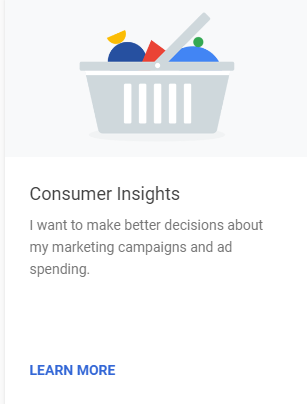 Consumer Insights
I want to make better decisions about
my marketing campaigns and ad
spending.
LEARN MORE